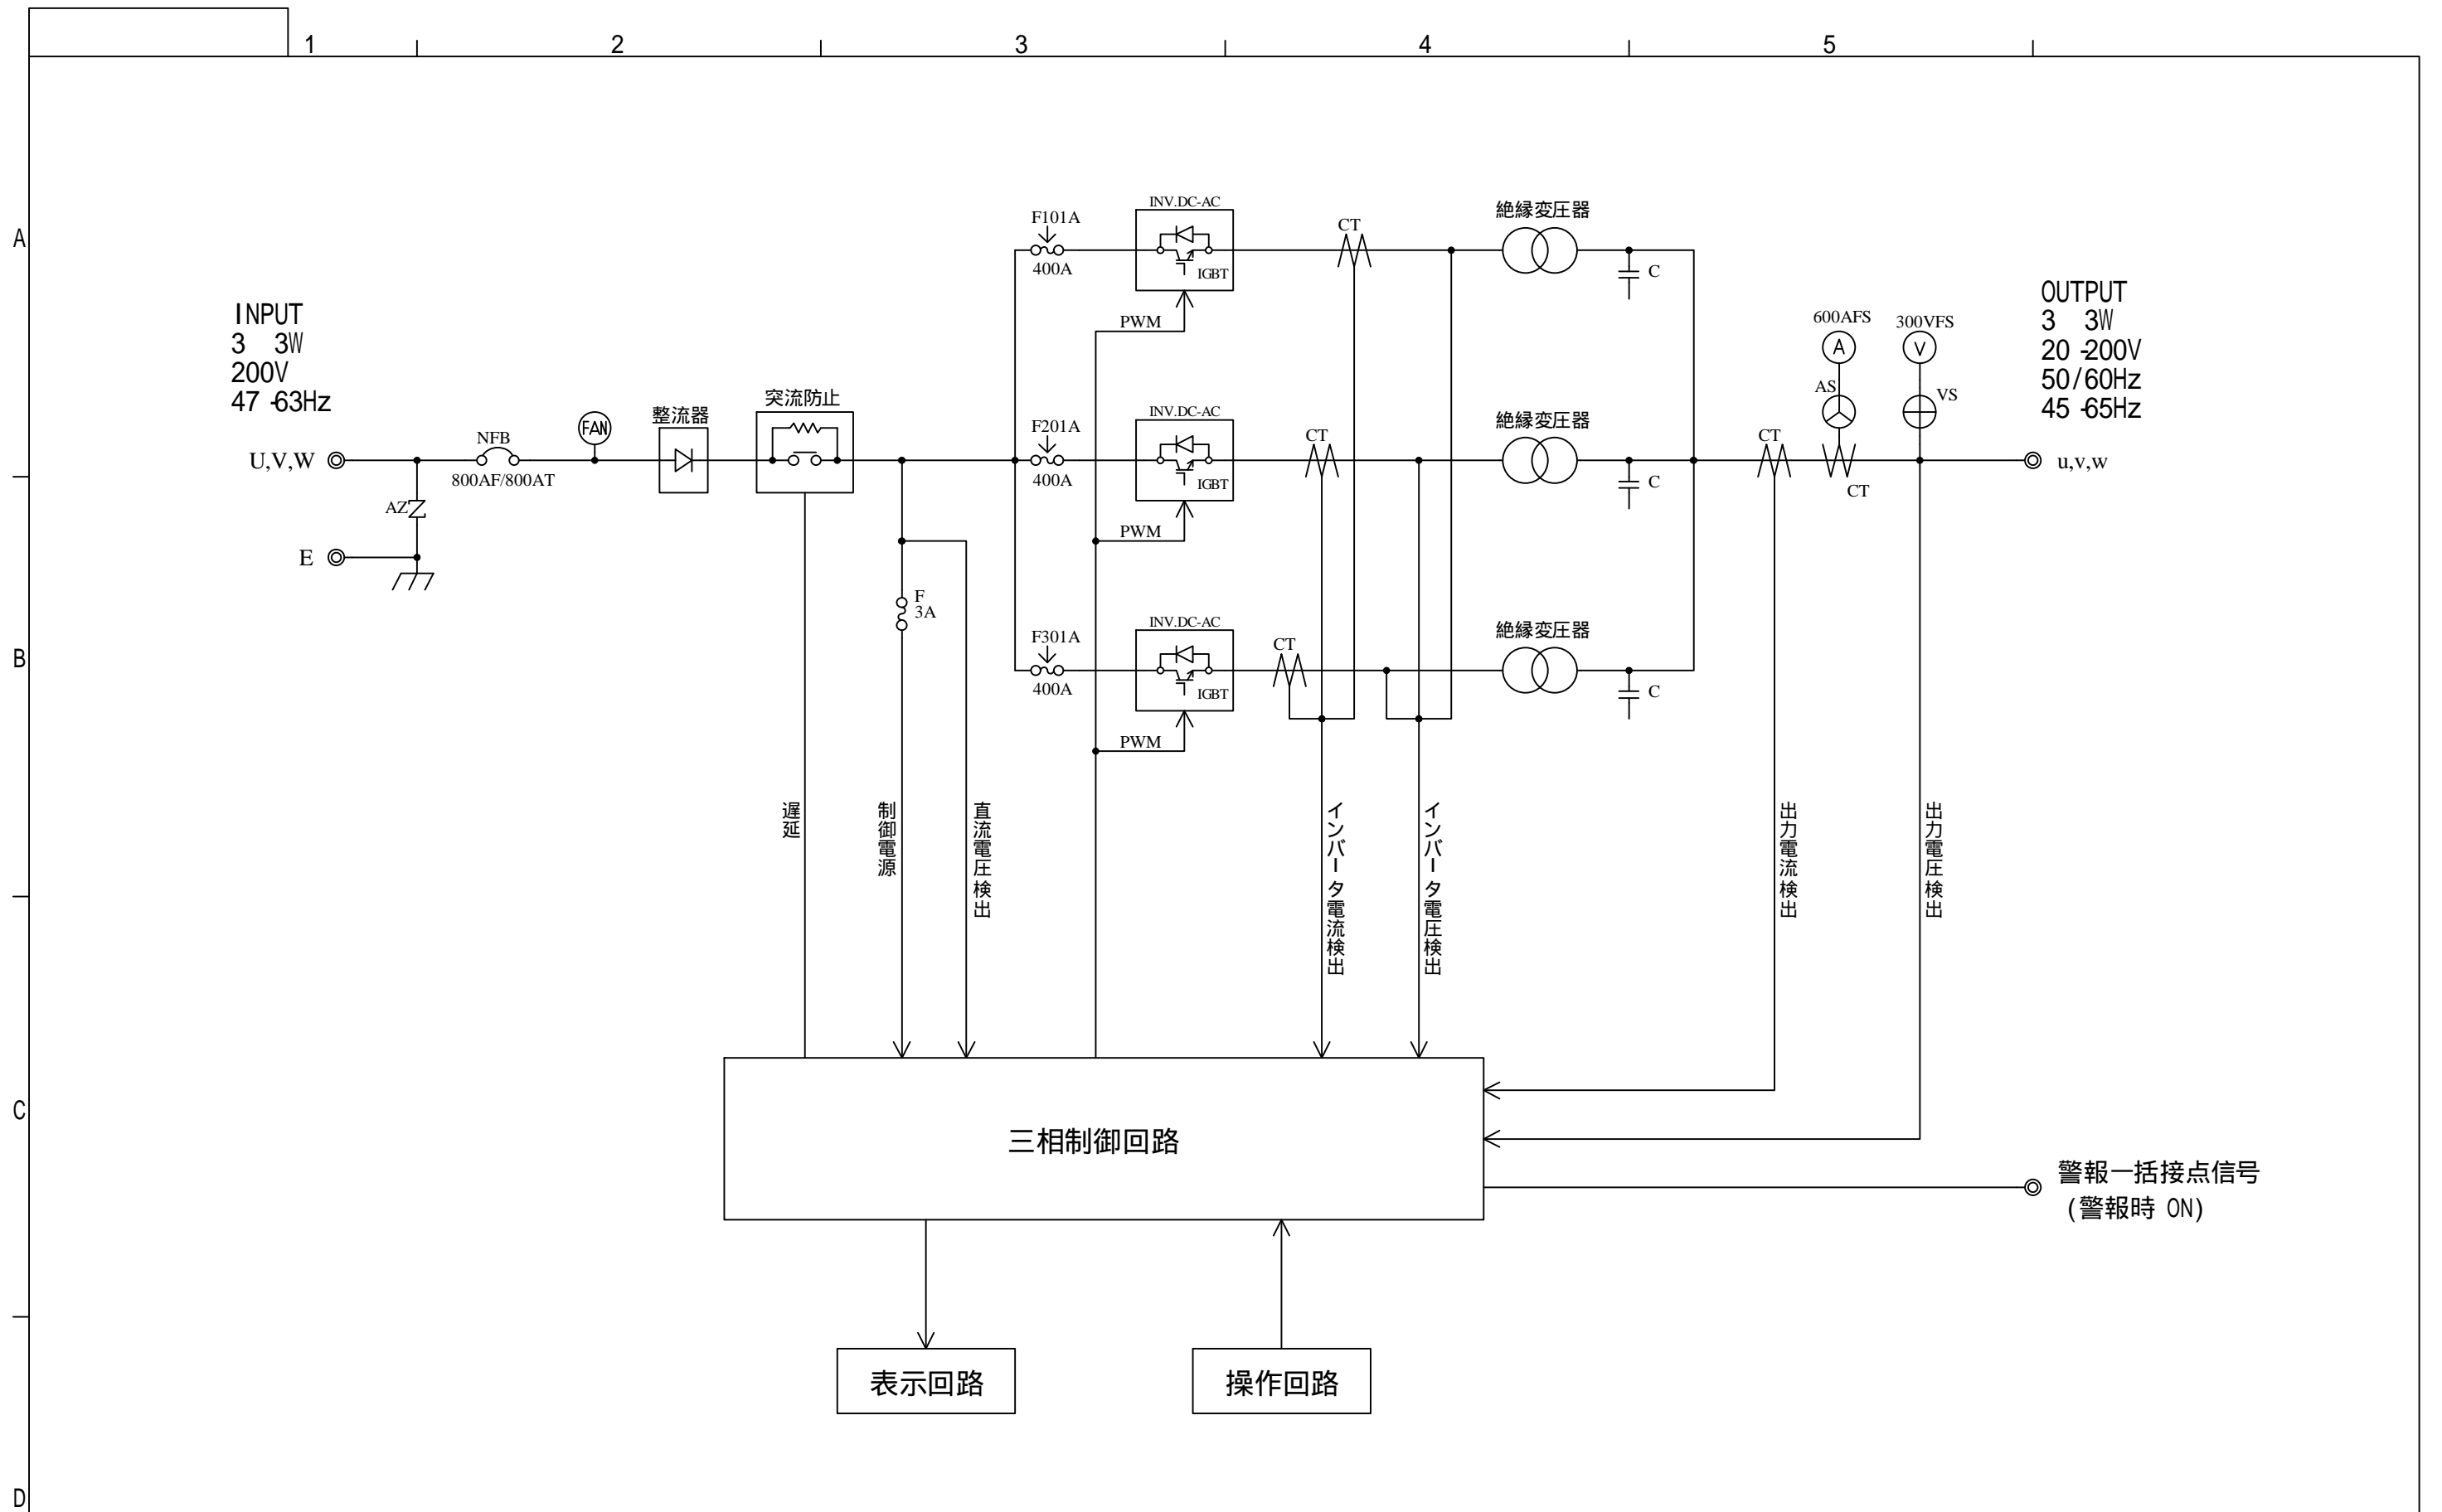 1
2
3
4
5
A
B
C
D
INPUT
3 3W
200V
47-63Hz
U,V,W
E
AZ
NFB
800AF/800AT
FAN
整流器
突流防止
F101A
400A
INV.DC-AC
IGBT
PWM
CT
絶縁変圧器
C
F201A
400A
INV.DC-AC
IGBT
PWM
CT
絶縁変圧器
C
F301A
400A
INV.DC-AC
IGBT
PWM
CT
絶縁変圧器
C
F
3A
CT
600AFS
A
AS
CT
300VFS
V
VS
OUTPUT
3 3W
20-200V
50/60Hz
45-65Hz
u,v,w
遅延
制御電源
直流電圧検出
インバータ電流検出
インバータ電圧検出
出力電流検出
出力電圧検出
三相制御回路
警報一括接点信号
(警報時 ON)
表示回路
操作回路